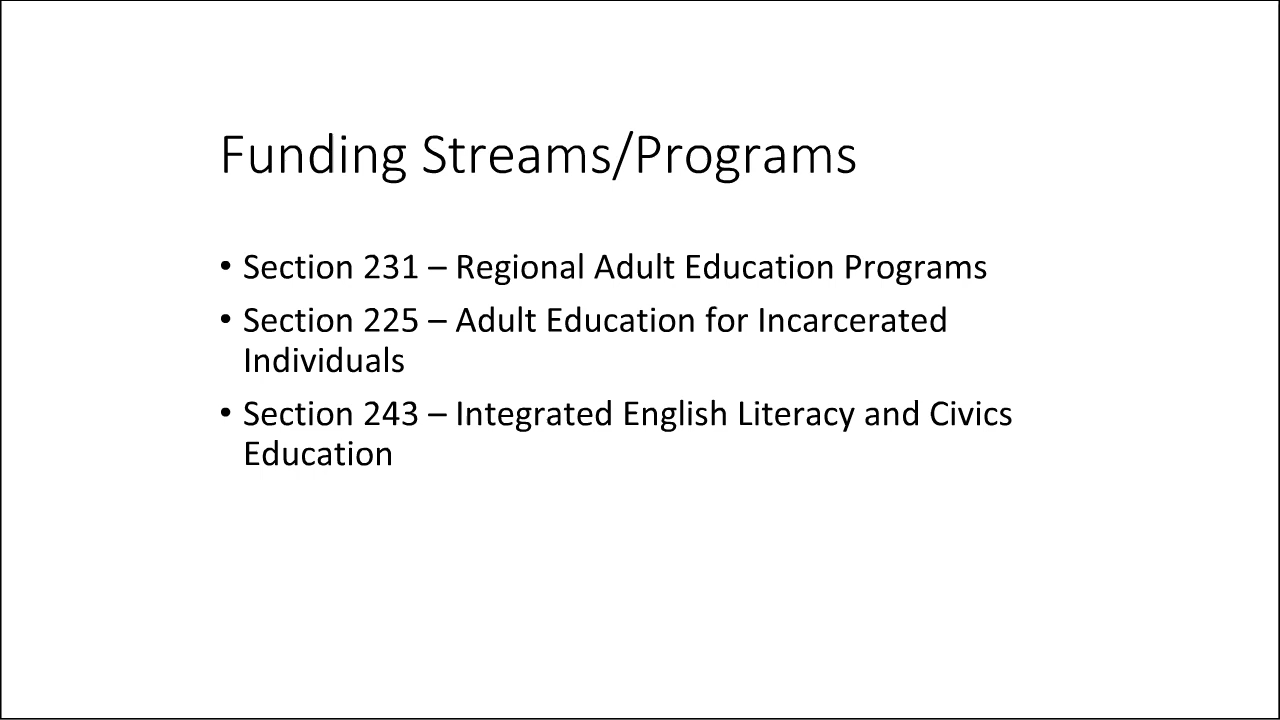 Funding Streams/Programs
• Section 231 – Regional Adult Education Programs
• Section 225 – Adult Education for Incarcerated
Individuals
• Section 243 – Integrated English Literacy and Civics
Education